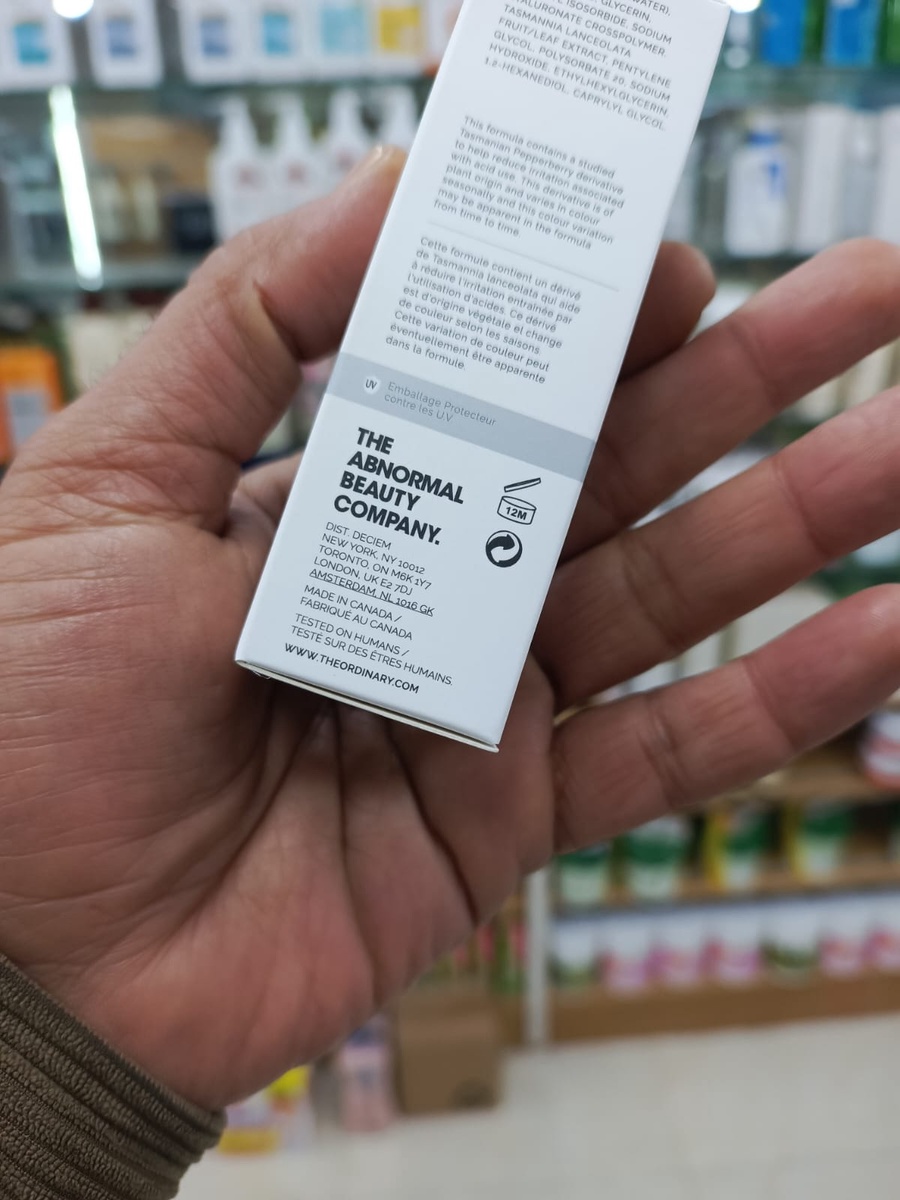 WATER),
GLYCERIN,
ISOSORBIDE, SODIUM
HYALURONATE CROSSPOLYMER,
TASMANNIA LANCEOLATA
FRUIT/LEAF EXTRACT, PENTYLENE
GLYCOL, POLYSORBATE 20, SODIUM
HYDROXIDE, ETHYLHEXYLGLYCERIN,
1,2-HEXANEDIOL, CAPRYLYL GLYCOL.
This formula contains a studied
Tasmanian Pepperberry derivative
to help reduce irritation associated
with acid use. This derivative is of
plant origin and varies in colour
seasonally and this colour variation
may be apparent in the formula
from time to time.
Cette formule contient un dérivé
de Tasmannia lanceolata qui aide
à réduire l'irritation entraînée par
l'utilisation d'acides. Ce dérivé
est d'origine végétale et change
de couleur selon les saisons.
Cette variation de couleur peut
éventuellement être apparente
dans la formule.
UV Emballage Protecteur
contre les U.V
THE
ABNORMAL
BEAUTY
COMPANY.
12M
DIST. DECIEM
NEW YORK, NY 10012
TORONTO, ON M6K 1Y7
LONDON, UK E2 7DJ
AMSTERDAM, NL 1016 GK
MADE IN CANADA /
FABRIQUÉ AU CANADA
TESTED ON HUMANS /
TESTÉ SUR DES ÊTRES HUMAINS.
WWW.THEORDINARY.COM